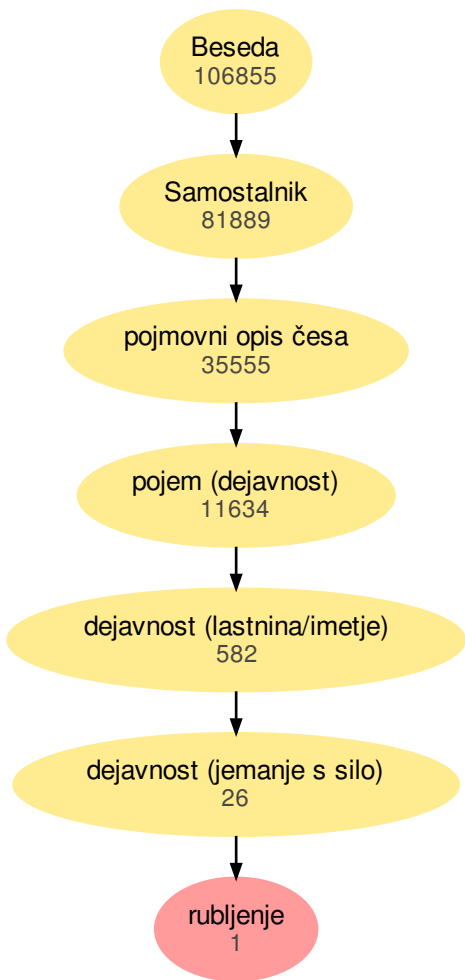 Beseda
106855
Samostalnik
81889
pojmovni opis česa
35555
pojem (dejavnost)
11634
dejavnost (lastnina/imetje)
582
dejavnost (jemanje s silo)
26
rubljenje
1